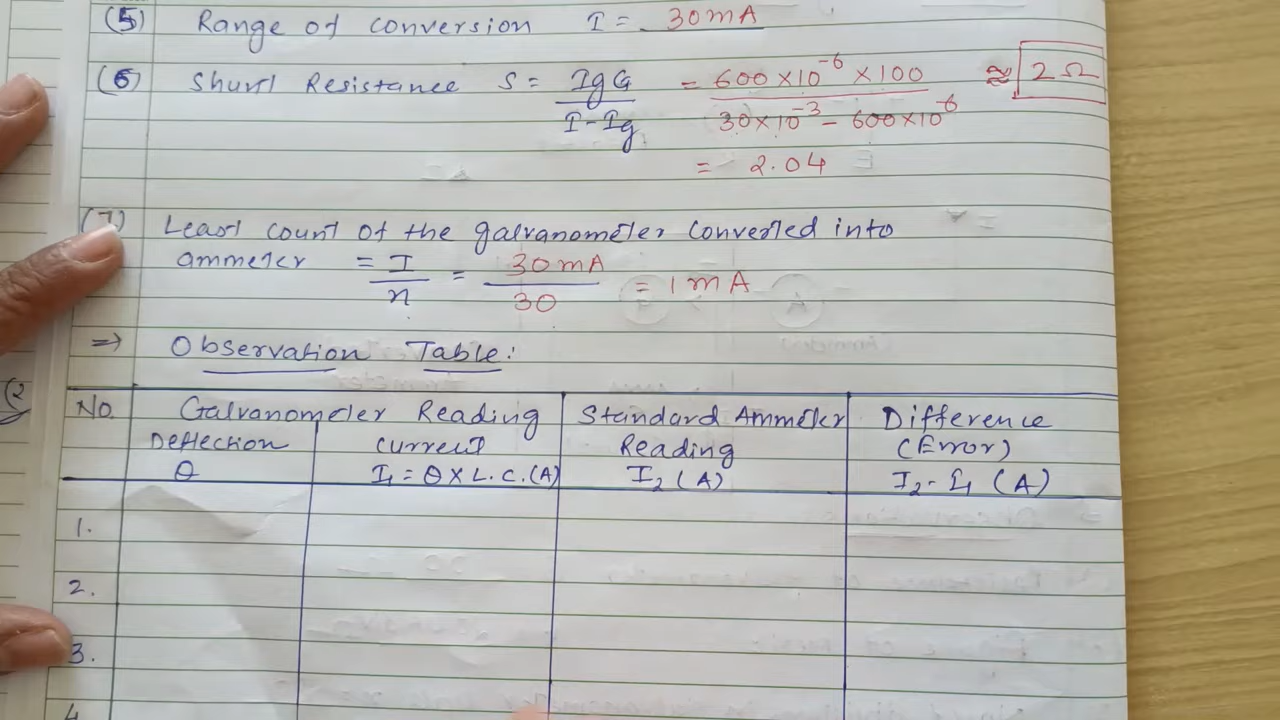 (5) Range of conversion I = 30mA
(6) Shunt Resistance S = IgG / I-Ig = 600×10⁻⁶ × 100 / 30×10⁻³ − 600×10⁻⁶ ≈ 2Ω
= 2.04
(7) Least count of the galvanometer converted into
ammeter = I / n = 30mA / 30 = 1mA
⇒ Observation Table:
No. Galvanometer Reading Standard Ammeter Difference
Deflection Current Reading (Error)
θ I₁ = θ × L.C.(A) I₂ (A) I₂ - I₁ (A)
1.
2.
3.
4